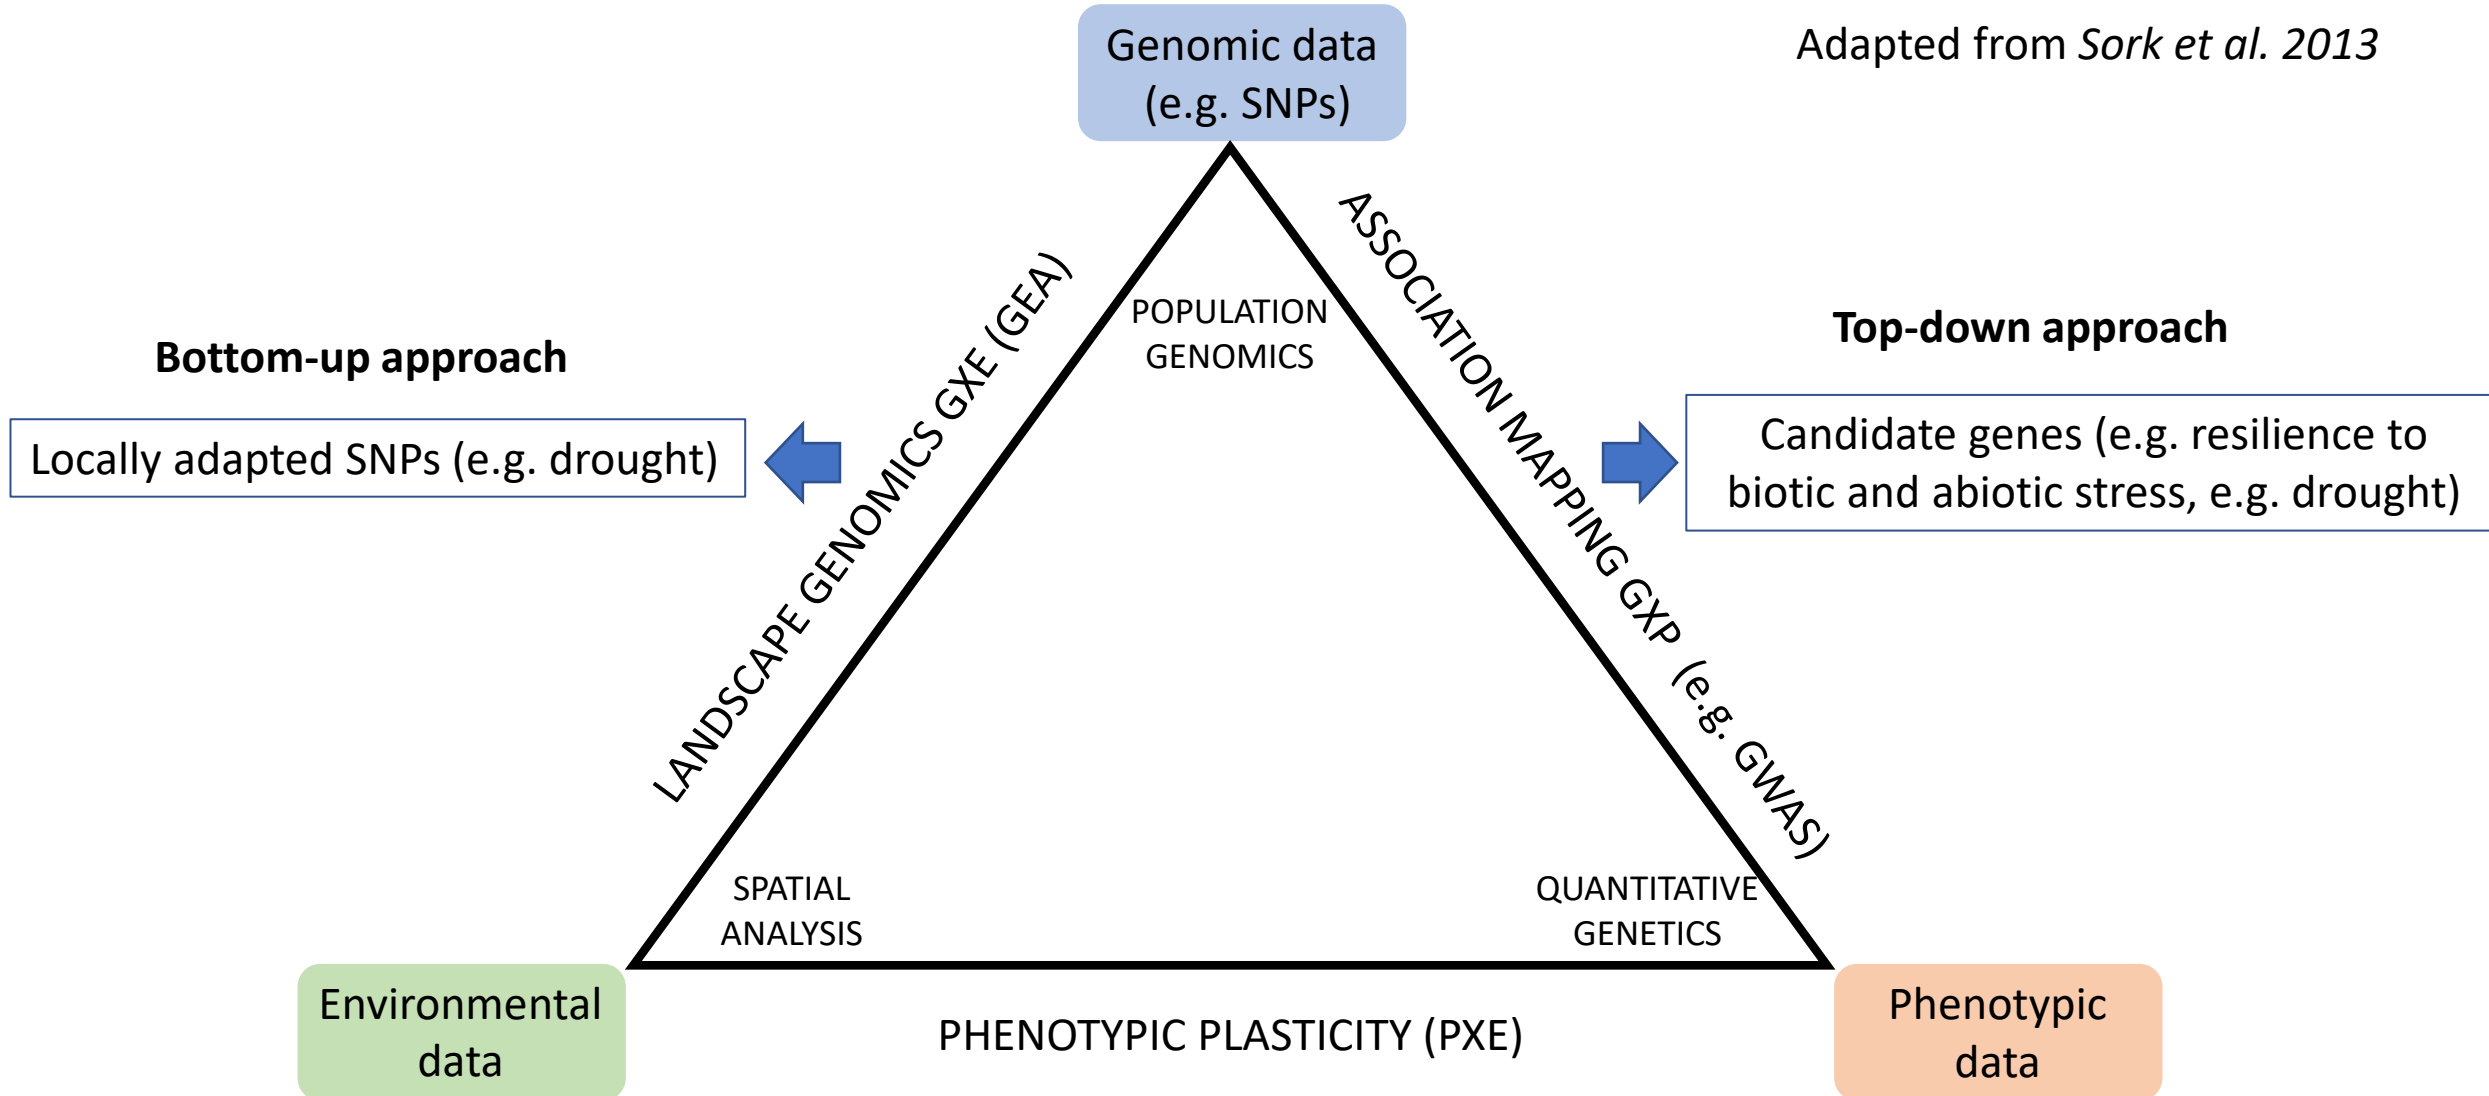 Genomic data
(e.g. SNPs)
Adapted from Sork et al. 2013
LANDSCAPE GENOMICS GXE (GEA)
ASSOCIATION MAPPING GXP (e.g. GWAS)
POPULATION
GENOMICS
Bottom-up approach
Locally adapted SNPs (e.g. drought)
Top-down approach
Candidate genes (e.g. resilience to
biotic and abiotic stress, e.g. drought)
SPATIAL
ANALYSIS
QUANTITATIVE
GENETICS
Environmental
data
PHENOTYPIC PLASTICITY (PXE)
Phenotypic
data